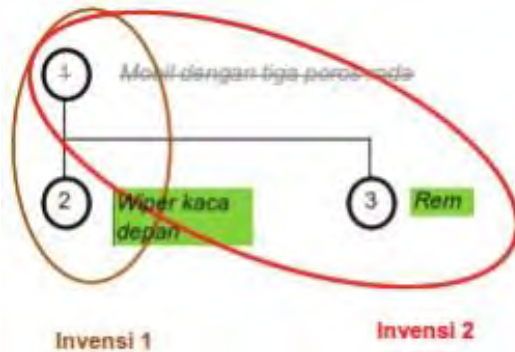 1 Mobil dengan tiga poros roda
2 Wiper kaca
depan
3 Rem
Invensi 1
Invensi 2